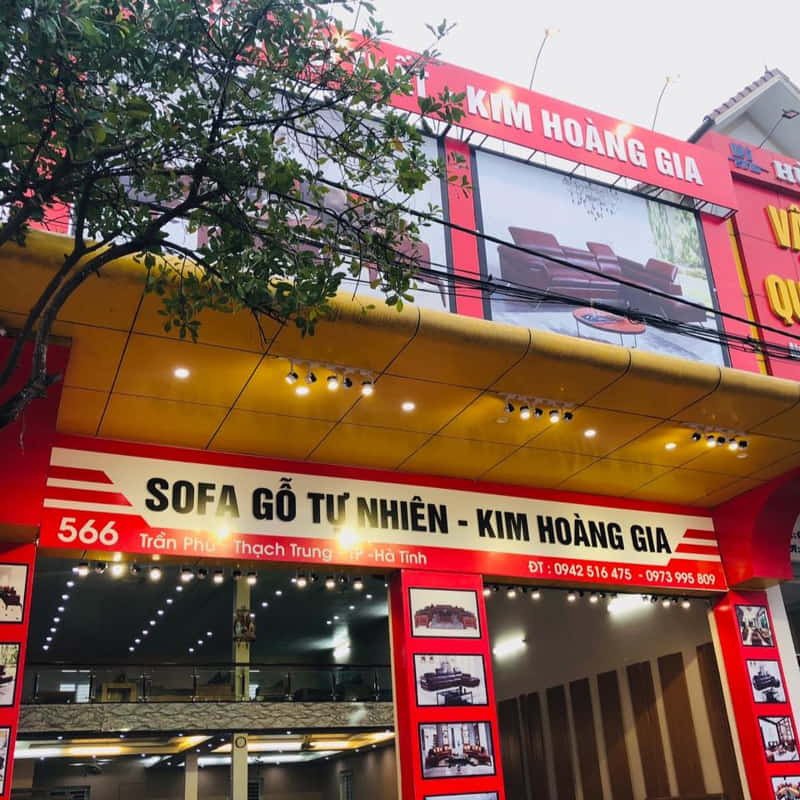 - KIM HOÀNG GIA
SOFA GỖ TỰ NHIÊN - KIM HOÀNG GIA
566 Trần Phú - Thạch Trung - TP -Hà Tĩnh
ĐT : 0942 516 475 - 0973 995 809